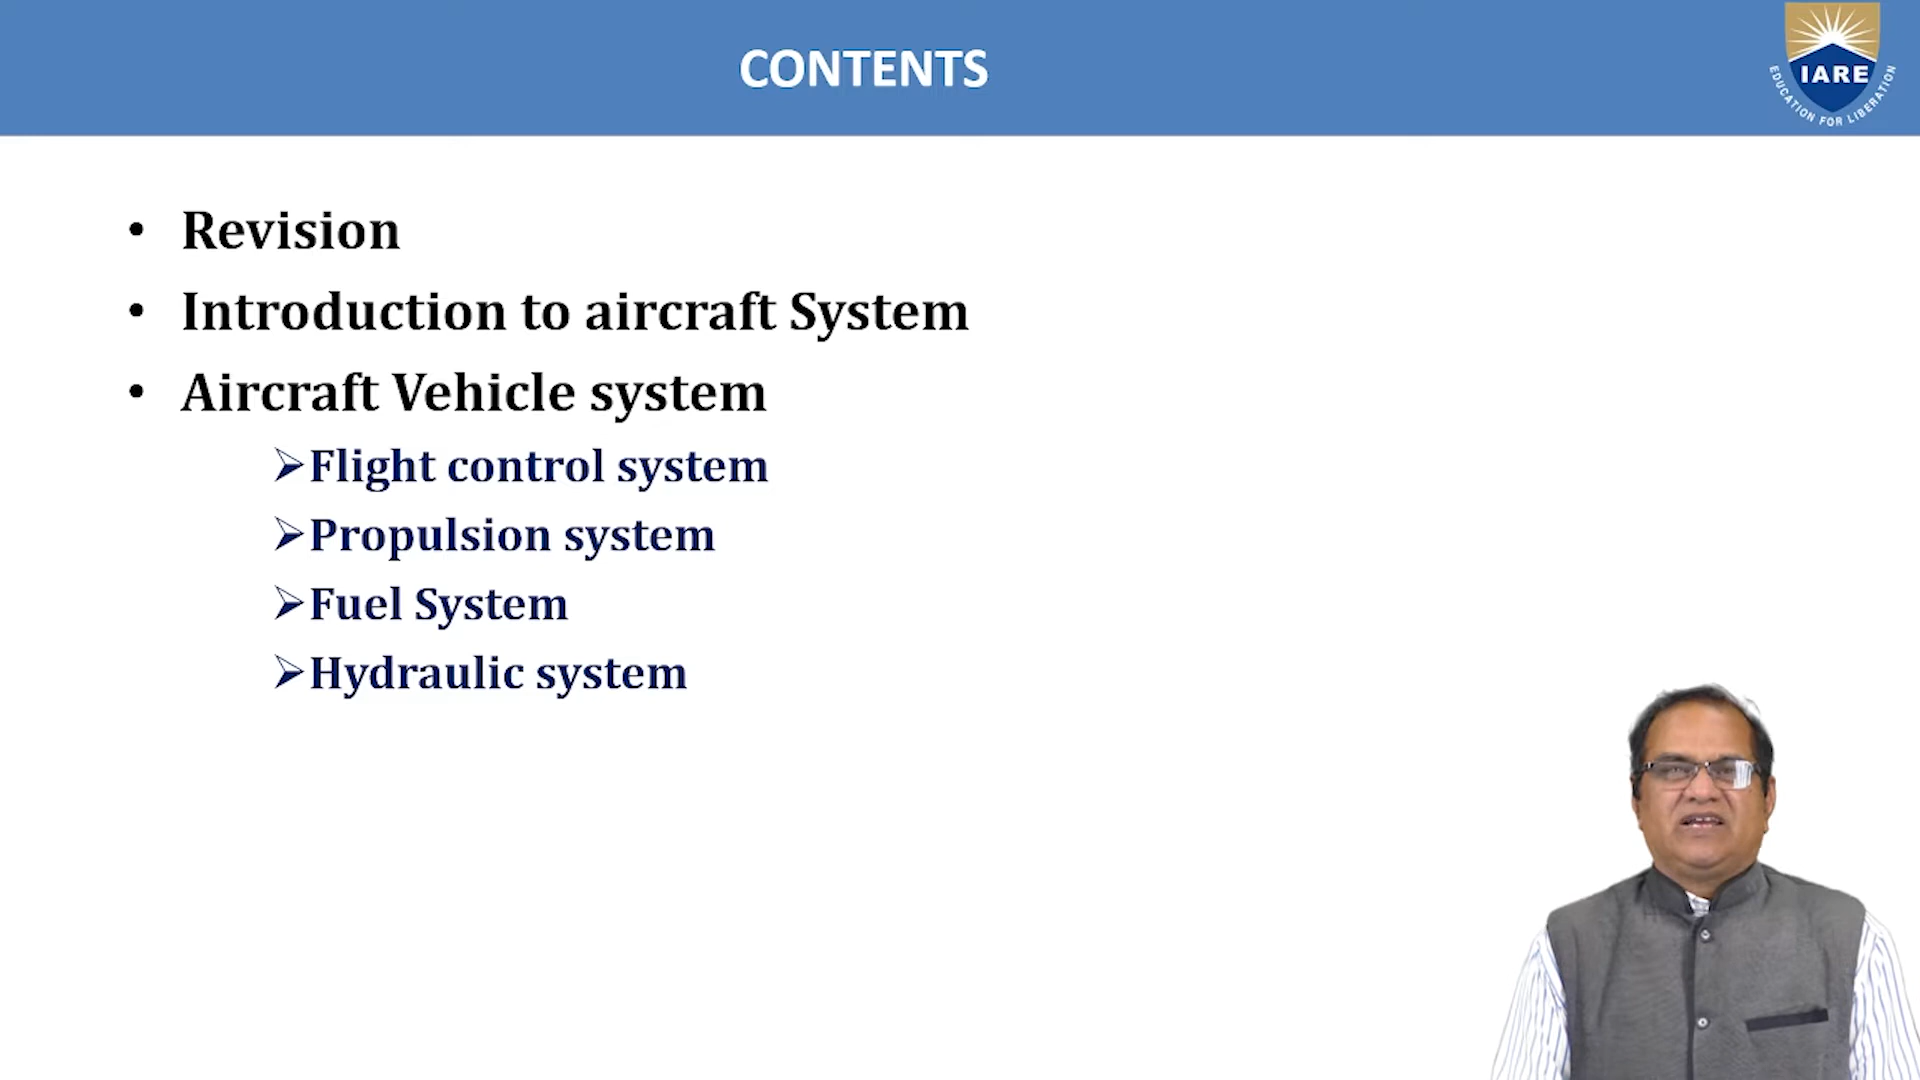 CONTENTS
IARE
EDUCATION FOR LIBERATION
• Revision
• Introduction to aircraft System
• Aircraft Vehicle system
➢Flight control system
➢Propulsion system
➢Fuel System
➢Hydraulic system